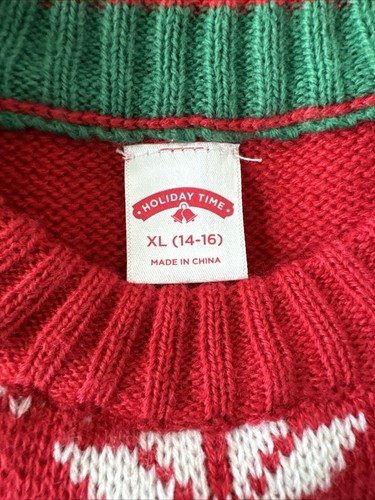 • HOLIDAY TIME •
XL (14-16)
MADE IN CHINA